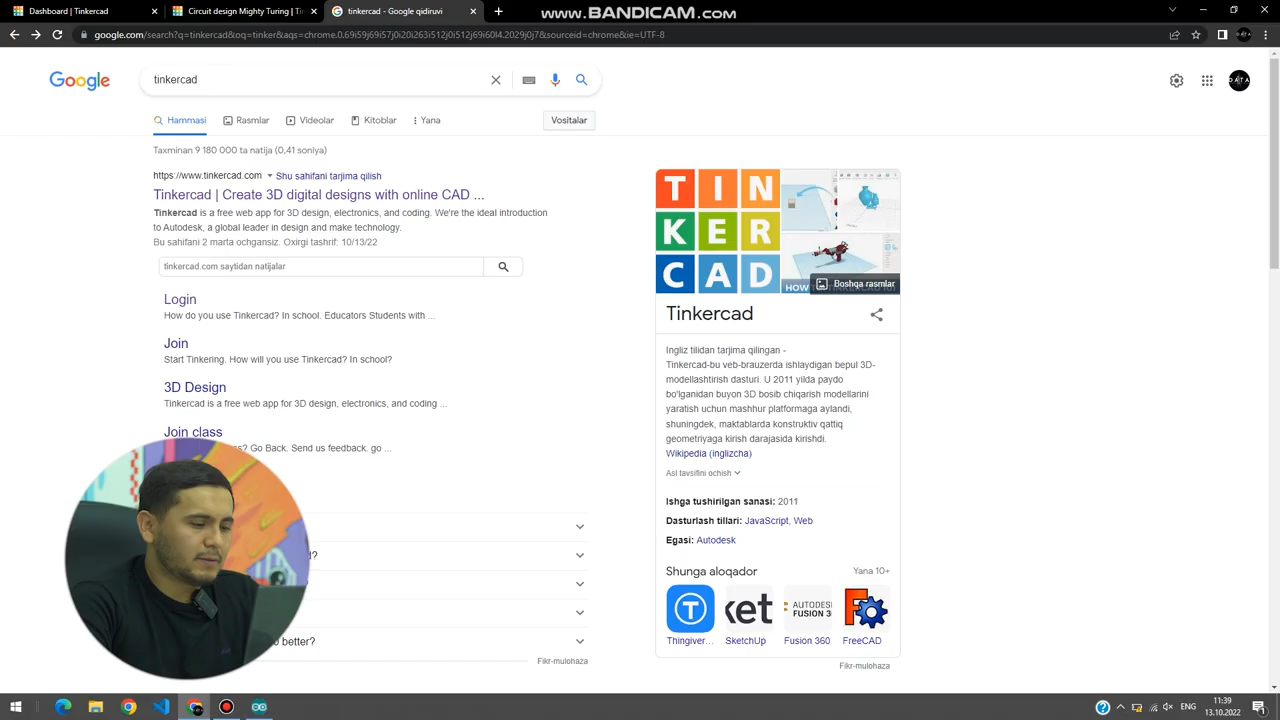 www.BANDICAM.com
Tinkercad
Circuit design Mighty Turing | Tin
tinkercad - Google qidiruvi
google.com/search?q=tinkercad&oq=tinker&aqs=chrome.0.69i59j69i57j0i20i263i512j0i512j69i60l4.2029j0j7&sourceid=chrome&ie=UTF-8
Google
tinkercad
DATA
Hammasi
Rasmlar
Videolar
Kitoblar
Yana
Vositalar
Taxminan 9 180 000 ta natija (0,41 soniya)
https://www.tinkercad.com
Shu sahifani tarjima qilish
Tinkercad | Create 3D digital designs with online CAD ...
Tinkercad is a free web app for 3D design, electronics, and coding. We're the ideal introduction
to Autodesk, a global leader in design and make technology.
Bu sahifani 2 marta ochgansiz. Oxirgi tashrif: 10/13/22
tinkercad.com saytidan natijalar
Login
How do you use Tinkercad? In school. Educators Students with ...
Join
Start Tinkering. How will you use Tinkercad? In school?
3D Design
Tinkercad is a free web app for 3D design, electronics, and coding ...
Join class
? Go Back. Send us feedback. go ...
better?
Fikr-mulohaza
TIN
KER
CAD
Boshqa rasmlar
Tinkercad
Ingliz tilidan tarjima qilingan -
Tinkercad-bu veb-brauzerda ishlaydigan bepul 3D-
modellashtirish dasturi. U 2011 yilda paydo
bo'lganidan buyon 3D bosib chiqarish modellarini
yaratish uchun mashhur platformaga aylandi,
shuningdek, maktablarda konstruktiv qattiq
geometriyaga kirish darajasida kirishdi.
Wikipedia (inglizcha)
Asl tavsifini ochish
Ishga tushirilgan sanasi: 2011
Dasturlash tillari: JavaScript, Web
Egasi: Autodesk
Shunga aloqador
Yana 10+
AUTODES
FUSION 3
Thingiver...
SketchUp
Fusion 360
FreeCAD
Fikr-mulohaza
ENG
11:39
13.10.2022